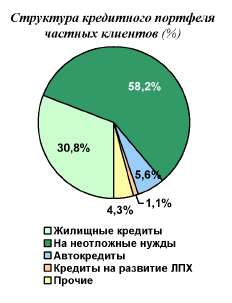 Структура кредитного портфеля
частных клиентов (%)
58,2%
30,8%
5,6%
1,1%
4,3%
Жилищные кредиты
На неотложные нужды
Автокредиты
Кредиты на развитие ЛПХ
Прочие